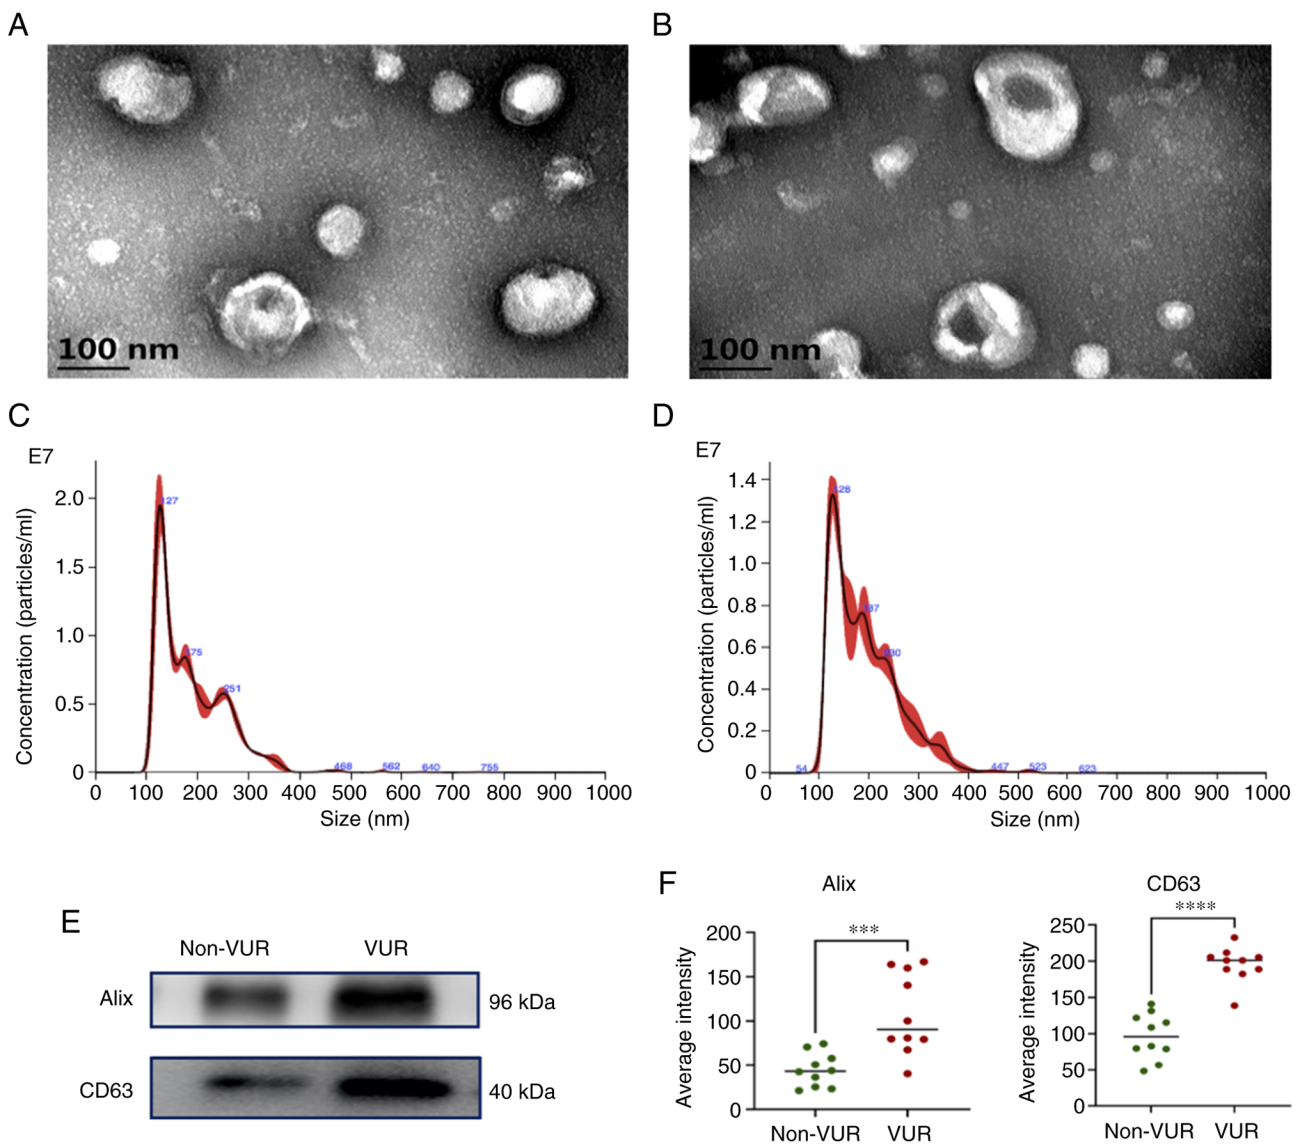 A
B
100 nm
100 nm
C
D
E7
Concentration (particles/ml)
2.0
1.5
1.0
0.5
0
127
175
251
468
562
640
755
0 100 200 300 400 500 600 700 800 900 1000
Size (nm)
E7
Concentration (particles/ml)
1.4
1.2
1.0
0.8
0.6
0.4
0.2
0
128
187
230
54
447
523
623
0 100 200 300 400 500 600 700 800 900 1000
Size (nm)
E
Non-VUR VUR
Alix 96 kDa
CD63 40 kDa
F
Alix
***
Average intensity
200
150
100
50
0
Non-VUR VUR
CD63
****
Average intensity
250
200
150
100
50
0
Non-VUR VUR